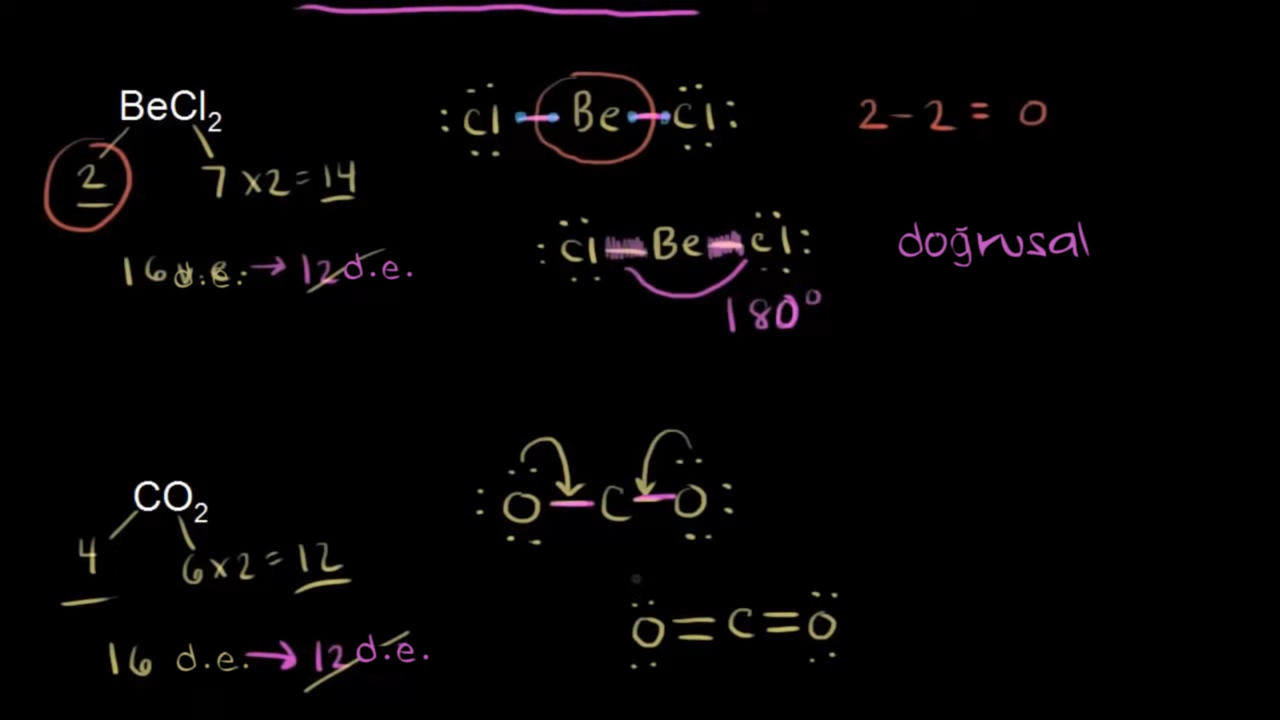 BeCl₂
:Cl - Be - Cl:
2 - 2 = 0
2
7 x 2 = 14
:Cl - Be - Cl:
doğrusal
16 d.e. → 12 d.e.
180°
CO₂
:O - C - O:
4
6 x 2 = 12
O = C = O
16 d.e. → 12 d.e.